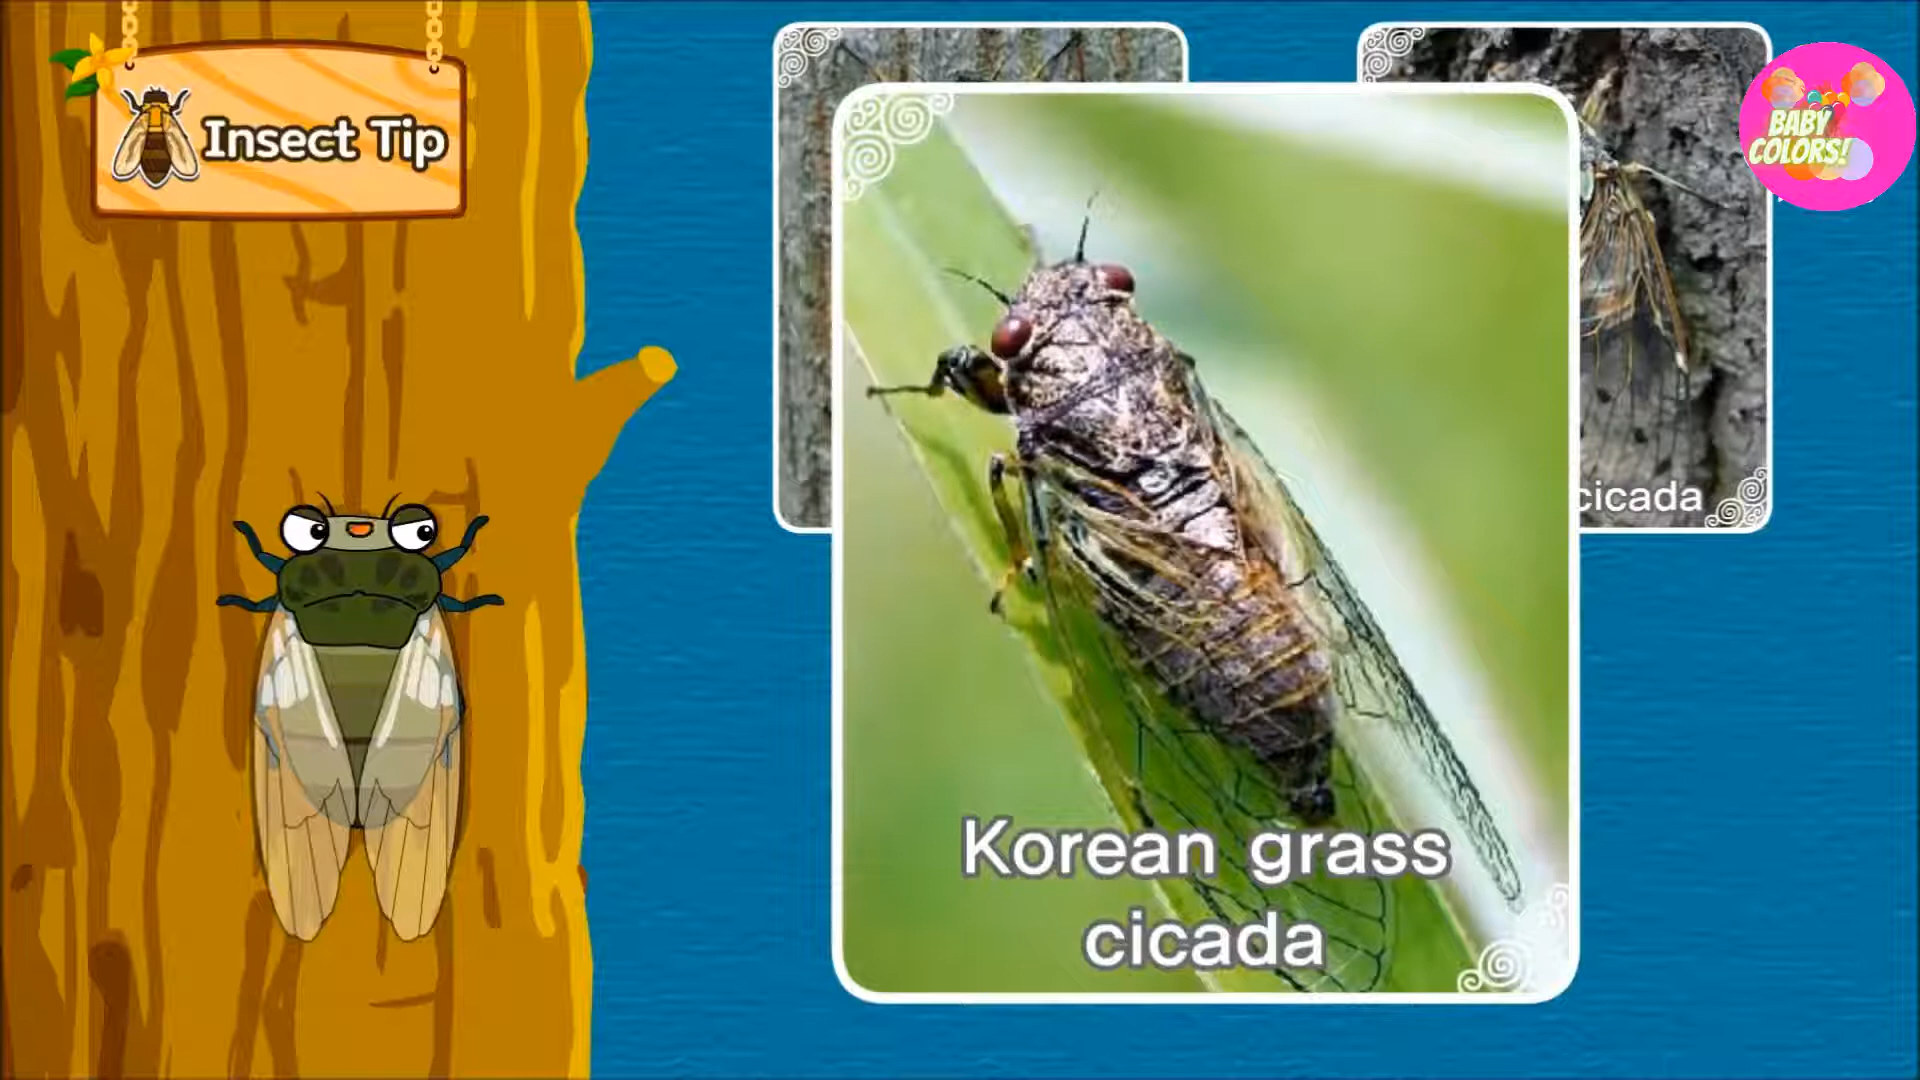 Insect Tip
BABY
COLORS!
cicada
Korean grass
cicada